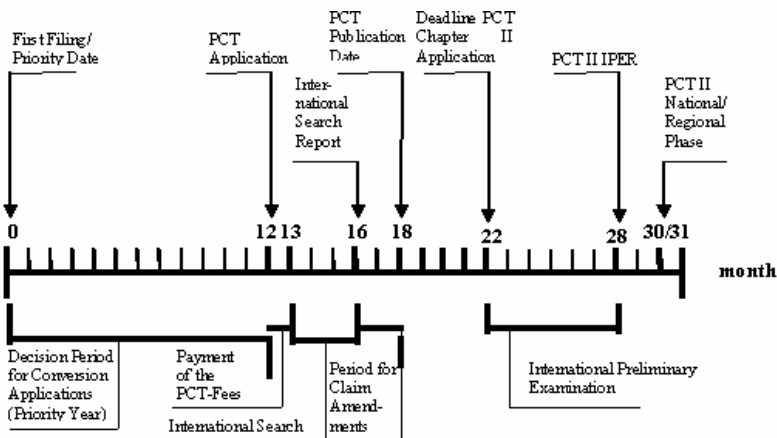 First Filing/
Priority Date
PCT
Application
Inter-
national
Search
Report
PCT
Publication
Date
Deadline PCT
Chapter II
Application
PCT II IPER
PCT II
National/
Regional
Phase
0
12
13
16
18
22
28
30/31
month
Decision Period
for Conversion
Applications
(Priority Year)
Payment
of the
PCT-Fees
International Search
Period for
Claim
Amend-
ments
International Preliminary
Examination